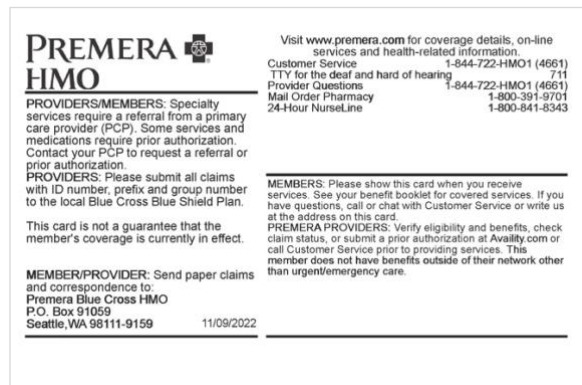 PREMERA
HMO
PROVIDERS/MEMBERS: Specialty
services require a referral from a primary
care provider (PCP). Some services and
medications require prior authorization.
Contact your PCP to request a referral or
prior authorization.
PROVIDERS: Please submit all claims
with ID number, prefix and group number
to the local Blue Cross Blue Shield Plan.
This card is not a guarantee that the
member's coverage is currently in effect.
MEMBER/PROVIDER: Send paper claims
and correspondence to:
Premera Blue Cross HMO
P.O. Box 91059
Seattle,WA 98111-9159 11/09/2022
Visit www.premera.com for coverage details, on-line
services and health-related information.
Customer Service 1-844-722-HMO1 (4661)
TTY for the deaf and hard of hearing 711
Provider Questions 1-844-722-HMO1 (4661)
Mail Order Pharmacy 1-800-391-9701
24-Hour NurseLine 1-800-841-8343
MEMBERS: Please show this card when you receive
services. See your benefit booklet for covered services. If you
have questions, call or chat with Customer Service or write us
at the address on this card.
PREMERA PROVIDERS: Verify eligibility and benefits, check
claim status, or submit a prior authorization at Availity.com or
call Customer Service prior to providing services. This
member does not have benefits outside of their network other
than urgent/emergency care.